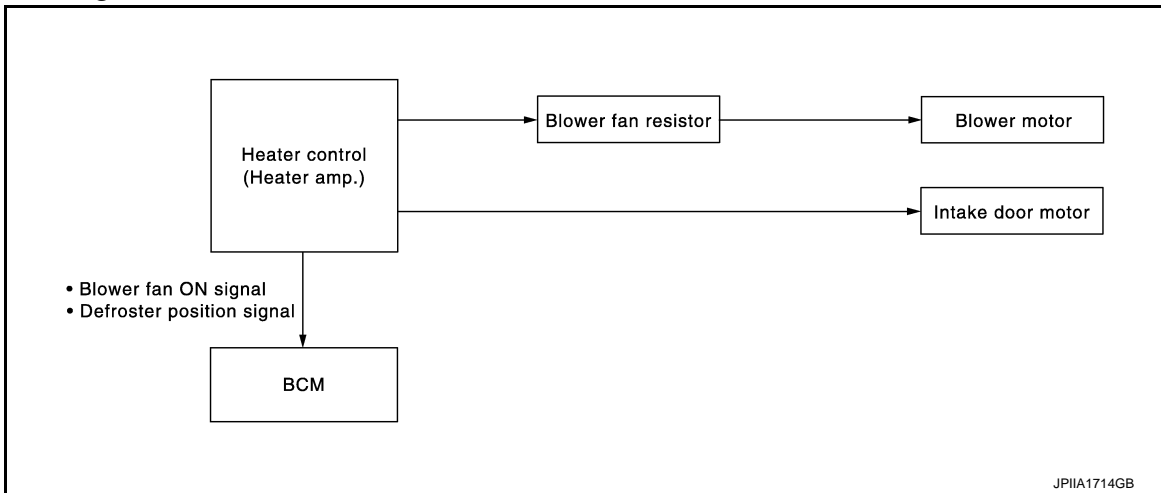 Blower fan resistor
Blower motor
Heater control
(Heater amp.)
Intake door motor
• Blower fan ON signal
• Defroster position signal
BCM
JPIIA1714GB